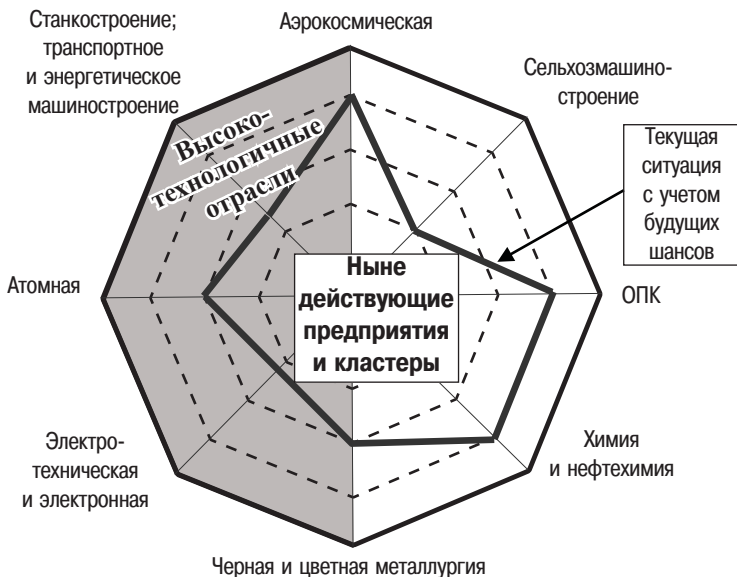 Станкостроение;
транспортное
и энергетическое
машиностроение
Аэрокосмическая
Сельхозмашино-
строение
Текущая
ситуация
с учетом
будущих
шансов
Высоко-
технологичные
отрасли
Атомная
Ныне
действующие
предприятия
и кластеры
ОПК
Электро-
техническая
и электронная
Химия
и нефтехимия
Черная и цветная металлургия